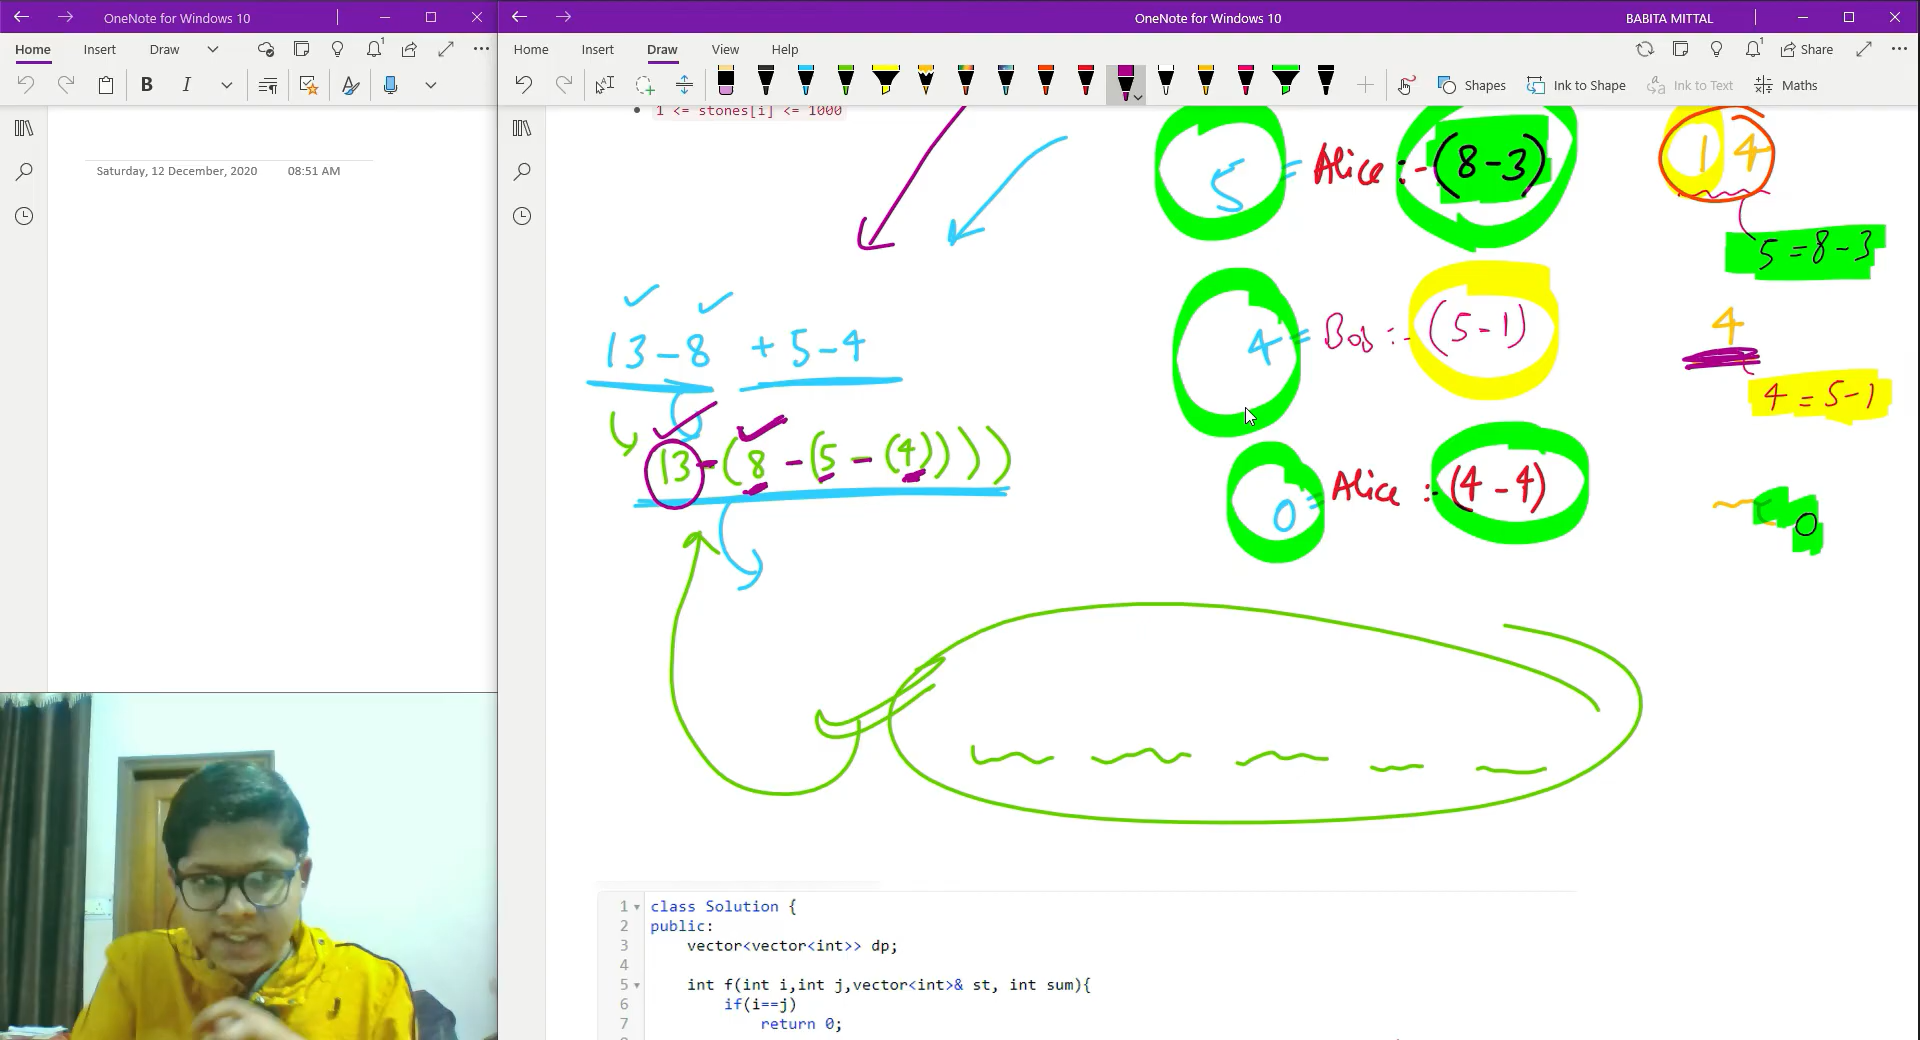 OneNote for Windows 10
Home Insert Draw
Saturday, 12 December, 2020 08:51 AM
OneNote for Windows 10 BABITA MITTAL
Home Insert Draw View Help Share
Shapes Ink to Shape Ink to Text Maths
1 <= stones[i] <= 1000
13-8 + 5-4
13-(8-(5-(4))))
5 = Alice :- (8-3)
4 = Bob :- (5-1)
0 = Alice :- (4-4)
1 4
5 = 8-3
4
4 = 5-1
0
1 class Solution {
2 public:
3 vector<vector<int>> dp;
4
5 int f(int i,int j,vector<int>& st, int sum){
6 if(i==j)
7 return 0;